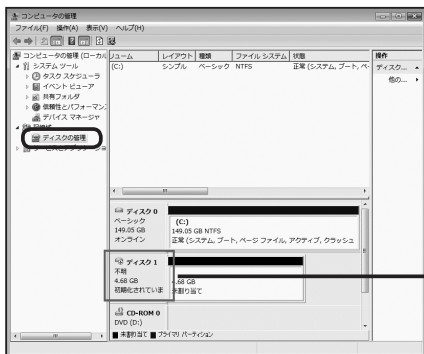 コンピュータの管理
ファイル(F) 操作(A) 表示(V) ヘルプ(H)
コンピュータの管理 (ローカル
システム ツール
タスク スケジューラ
イベント ビューア
共有フォルダ
信頼性とパフォーマンス
デバイス マネージャ
ディスクの管理
リューム レイアウト 種類 ファイル システム 状態
(C:) シンプル ベーシック NTFS 正常 (システム, ブート, ペー
操作
ディスク...
他の...
ディスク 0
ベーシック
149.05 GB
オンライン
(C:)
149.05 GB NTFS
正常 (システム, ブート, ページ ファイル, アクティブ, クラッシュ
ディスク 1
不明
4.68 GB
初期化されていま
4.68 GB
未割り当て
CD-ROM 0
DVD (D:)
未割り当て プライマリ パーティション